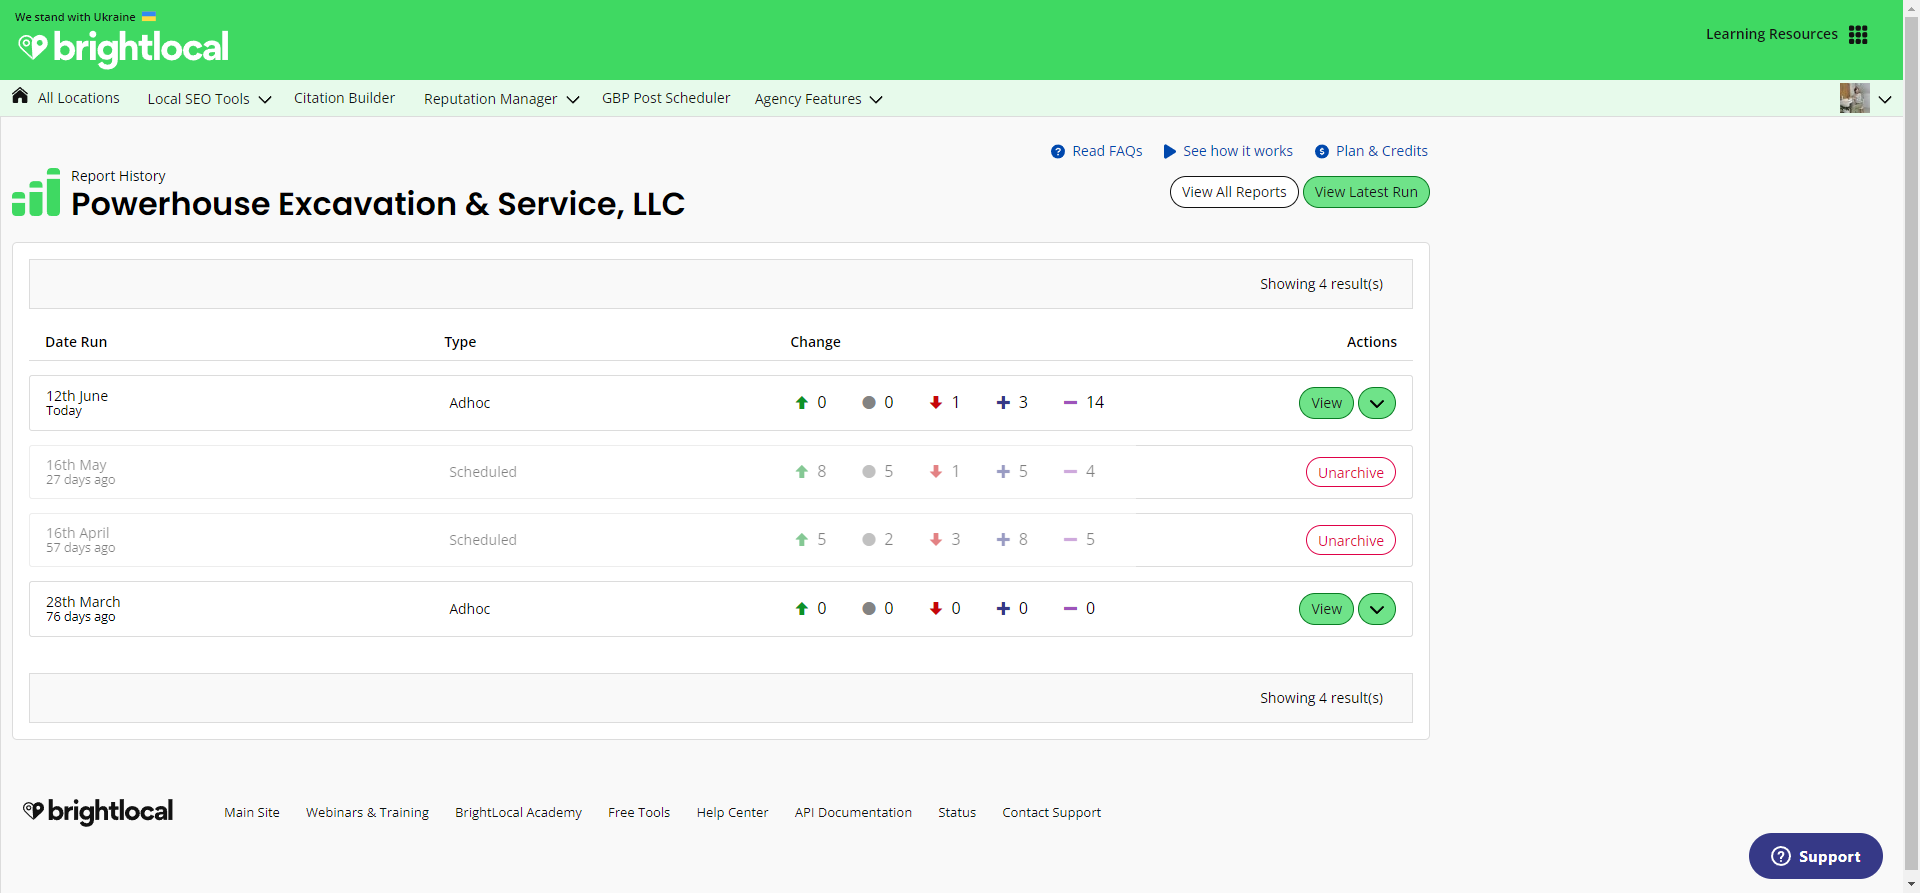 We stand with Ukraine
brightlocal
Learning Resources
All Locations
Local SEO Tools
Citation Builder
Reputation Manager
GBP Post Scheduler
Agency Features
Read FAQs
See how it works
Plan & Credits
Report History
Powerhouse Excavation & Service, LLC
View All Reports
View Latest Run
Showing 4 result(s)
Date Run Type Change Actions
12th June
Today
Adhoc 0 0 1 3 14 View
16th May
27 days ago
Scheduled 8 5 1 5 4 Unarchive
16th April
57 days ago
Scheduled 5 2 3 8 5 Unarchive
28th March
76 days ago
Adhoc 0 0 0 0 0 View
Showing 4 result(s)
brightlocal
Main Site
Webinars & Training
BrightLocal Academy
Free Tools
Help Center
API Documentation
Status
Contact Support
Support